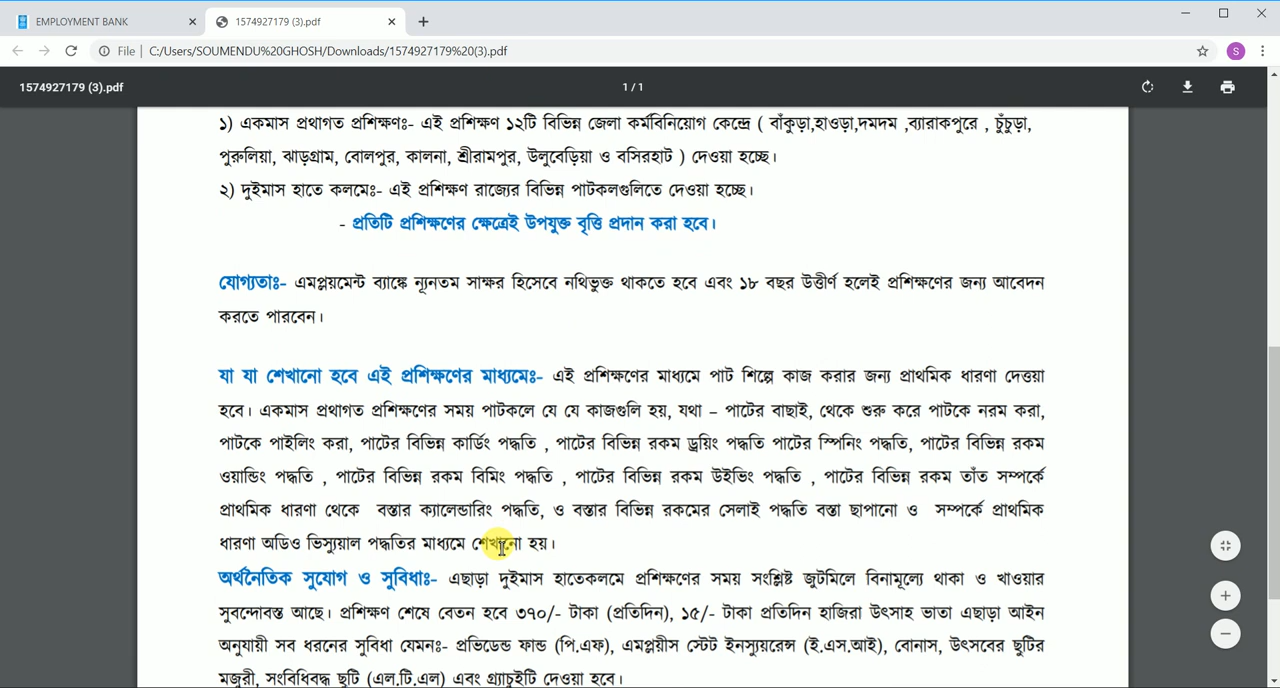 EMPLOYMENT BANK
1574927179 (3).pdf
File | C:/Users/SOUMENDU%20GHOSH/Downloads/1574927179%20(3).pdf
S
1574927179 (3).pdf
1 / 1
১) একমাস প্রথাগত প্রশিক্ষণঃ- এই প্রশিক্ষণ ১২টি বিভিন্ন জেলা কর্মবিনিয়োগ কেন্দ্রে ( বাঁকুড়া,হাওড়া,দমদম ,ব্যারাকপুরে , চুঁচুড়া,
পুরুলিয়া, ঝাড়গ্রাম, বোলপুর, কালনা, শ্রীরামপুর, উলুবেড়িয়া ও বসিরহাট ) দেওয়া হচ্ছে।
২) দুইমাস হাতে কলমেঃ- এই প্রশিক্ষণ রাজ্যের বিভিন্ন পাটকলগুলিতে দেওয়া হচ্ছে।
- প্রতিটি প্রশিক্ষণের ক্ষেত্রেই উপযুক্ত বৃত্তি প্রদান করা হবে।
যোগ্যতাঃ- এমপ্লয়মেন্ট ব্যাঙ্কে ন্যূনতম সাক্ষর হিসেবে নথিভুক্ত থাকতে হবে এবং ১৮ বছর উত্তীর্ণ হলেই প্রশিক্ষণের জন্য আবেদন
করতে পারবেন।
যা যা শেখানো হবে এই প্রশিক্ষণের মাধ্যমেঃ- এই প্রশিক্ষণের মাধ্যমে পাট শিল্পে কাজ করার জন্য প্রাথমিক ধারণা দেত্তয়া
হবে। একমাস প্রথাগত প্রশিক্ষণের সময় পাটকলে যে যে কাজগুলি হয়, যথা – পাটের বাছাই, থেকে শুরু করে পাটকে নরম করা,
পাটকে পাইলিং করা, পাটের বিভিন্ন কার্ডিং পদ্ধতি , পাটের বিভিন্ন রকম ড্রয়িং পদ্ধতি পাটের স্পিনিং পদ্ধতি, পাটের বিভিন্ন রকম
ওয়ান্ডিং পদ্ধতি , পাটের বিভিন্ন রকম বিমিং পদ্ধতি , পাটের বিভিন্ন রকম উইভিং পদ্ধতি , পাটের বিভিন্ন রকম তাঁত সম্পর্কে
প্রাথমিক ধারণা থেকে বস্তার ক্যালেন্ডারিং পদ্ধতি, ও বস্তার বিভিন্ন রকমের সেলাই পদ্ধতি বস্তা ছাপানো ও সম্পর্কে প্রাথমিক
ধারণা অডিও ভিস্যুয়াল পদ্ধতির মাধ্যমে শেখানো হয়।
অর্থনৈতিক সুযোগ ও সুবিধাঃ- এছাড়া দুইমাস হাতেকলমে প্রশিক্ষণের সময় সংশ্লিষ্ট জুটমিলে বিনামূল্যে থাকা ও খাওয়ার
সুবন্দোবস্ত আছে। প্রশিক্ষণ শেষে বেতন হবে ৩৭০/- টাকা (প্রতিদিন), ১৫/- টাকা প্রতিদিন হাজিরা উৎসাহ ভাতা এছাড়া আইন
অনুযায়ী সব ধরনের সুবিধা যেমনঃ- প্রভিডেন্ড ফান্ড (পি.এফ), এমপ্লয়ীস স্টেট ইনস্যুয়রেন্স (ই.এস.আই), বোনাস, উৎসবের ছুটির
মজুরী, সংবিধিবদ্ধ ছুটি (এল.টি.এল) এবং গ্র্যাচুইটি দেওয়া হবে।